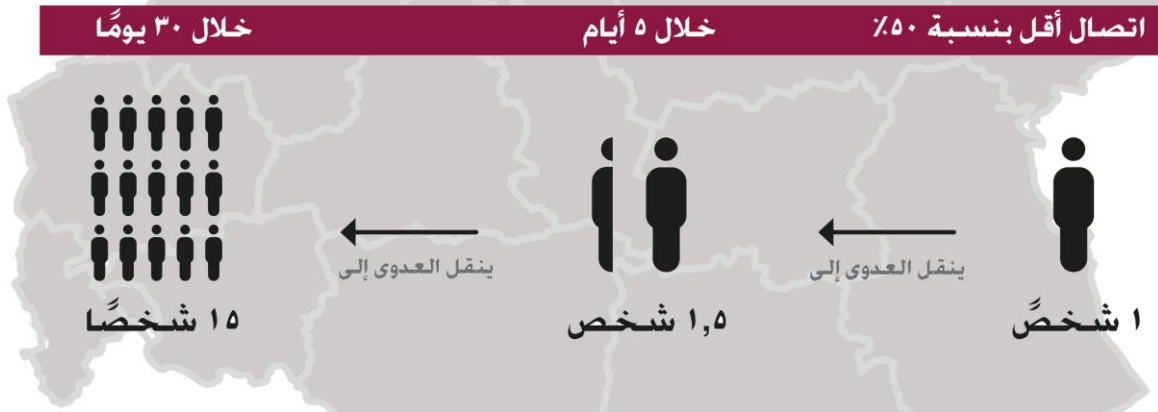 اتصال أقل بنسبة ٥٠٪
خلال ٥ أيام
خلال ٣٠ يومًا
ينقل العدوى إلى
ينقل العدوى إلى
١ شخصً
١,٥ شخص
١٥ شخصًا